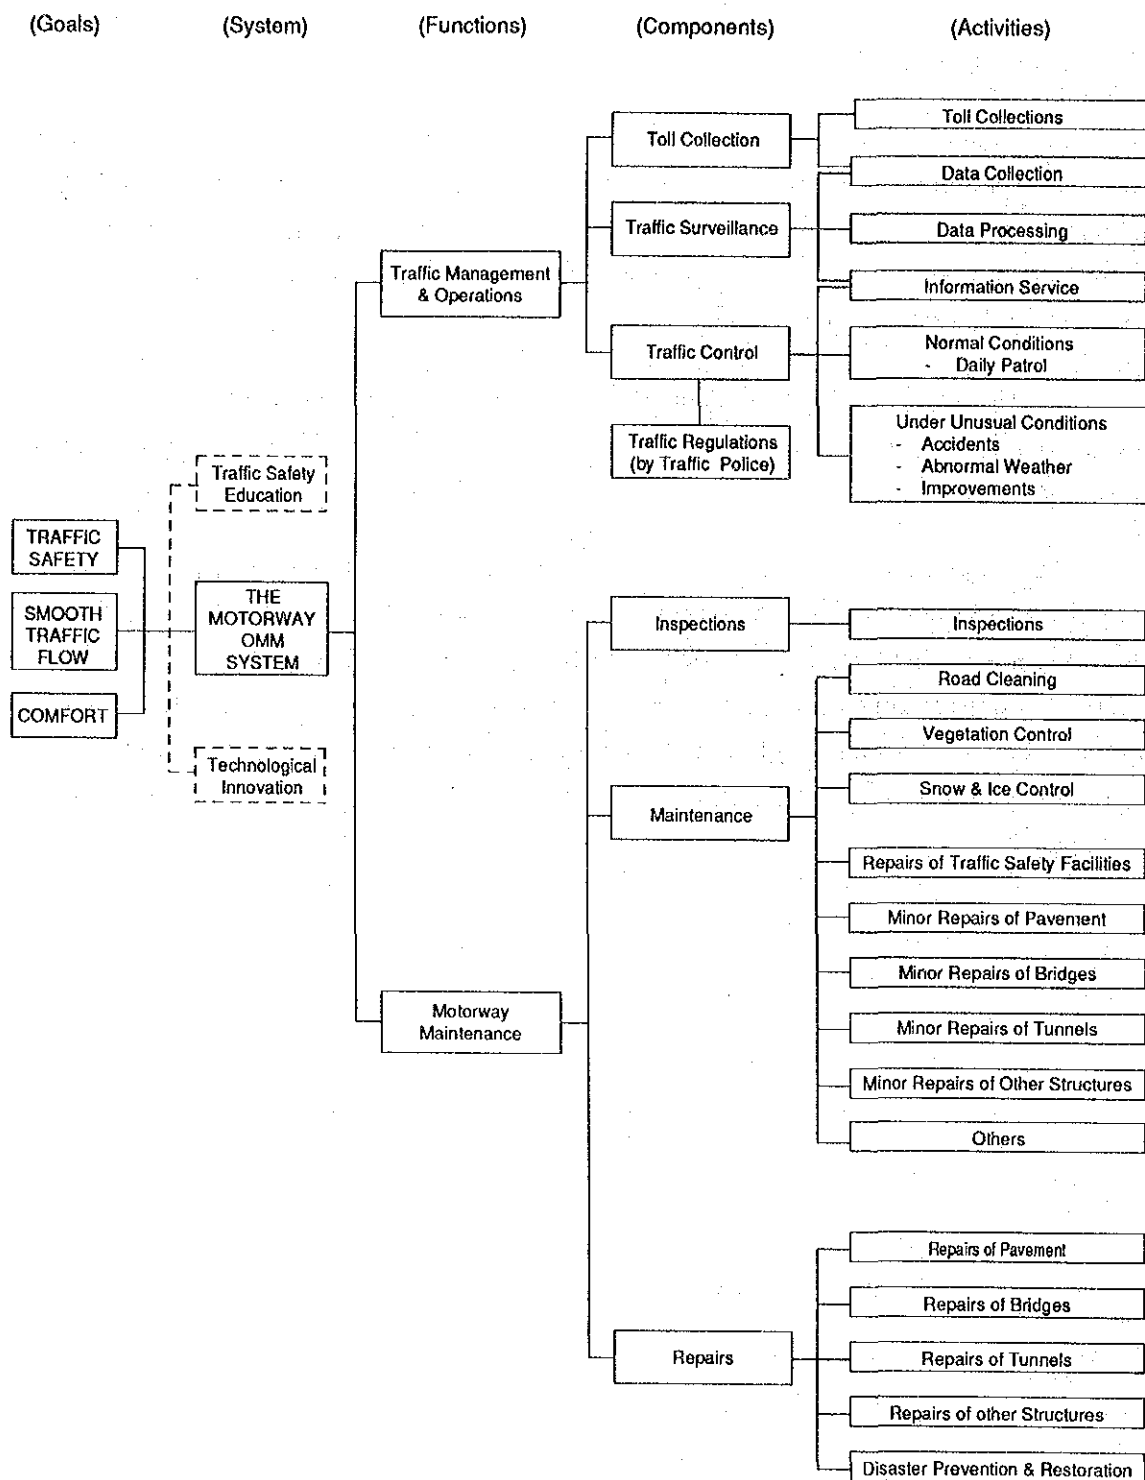 (Goals) (System) (Functions) (Components) (Activities)
Toll Collection
Toll Collections
Data Collection
Traffic Surveillance
Data Processing
Traffic Management
& Operations
Information Service
Traffic Control
Normal Conditions
- Daily Patrol
Traffic Regulations
(by Traffic Police)
Under Unusual Conditions
- Accidents
- Abnormal Weather
- Improvements
Traffic Safety
Education
TRAFFIC
SAFETY
SMOOTH
TRAFFIC
FLOW
COMFORT
THE
MOTORWAY
OMM
SYSTEM
Technological
Innovation
Inspections
Inspections
Road Cleaning
Vegetation Control
Snow & Ice Control
Maintenance
Repairs of Traffic Safety Facilities
Minor Repairs of Pavement
Minor Repairs of Bridges
Motorway
Maintenance
Minor Repairs of Tunnels
Minor Repairs of Other Structures
Others
Repairs of Pavement
Repairs of Bridges
Repairs
Repairs of Tunnels
Repairs of other Structures
Disaster Prevention & Restoration